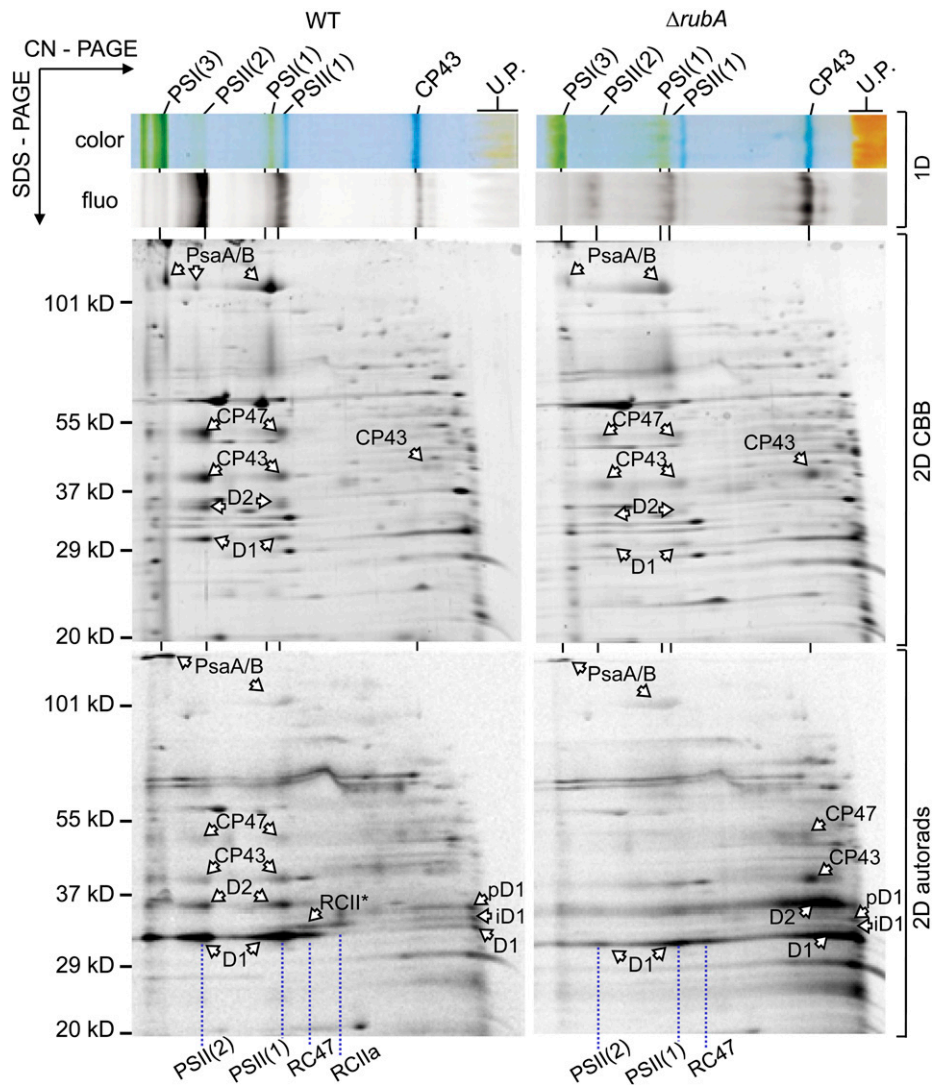 WT
ΔrubA
CN - PAGE
SDS - PAGE
PSI(3)
PSII(2)
PSI(1)
PSII(1)
CP43
U.P.
PSI(3)
PSII(2)
PSI(1)
PSII(1)
CP43
U.P.
color
fluo
1D
PsaA/B
PsaA/B
101 kD
55 kD
CP47
CP47
CP43
CP43
CP43
CP43
37 kD
D2
D2
D1
D1
29 kD
20 kD
2D CBB
PsaA/B
PsaA/B
101 kD
55 kD
CP47
CP47
CP43
CP43
37 kD
D2
RCII*
pD1
iD1
D1
D2
pD1
iD1
D1
D1
D1
29 kD
20 kD
2D autorads
PSII(2)
PSII(1)
RC47
RCIIa
PSII(2)
PSII(1)
RC47